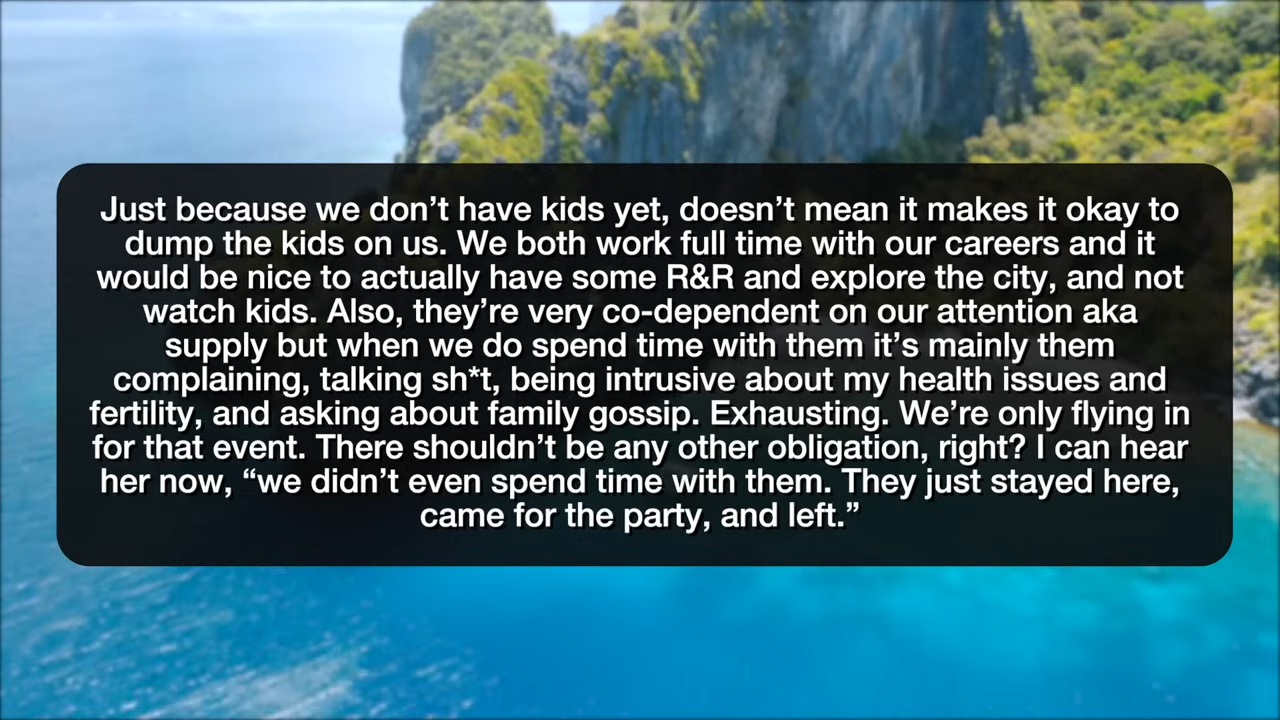 Just because we don’t have kids yet, doesn’t mean it makes it okay to
dump the kids on us. We both work full time with our careers and it
would be nice to actually have some R&R and explore the city, and not
watch kids. Also, they’re very co-dependent on our attention aka
supply but when we do spend time with them it’s mainly them
complaining, talking sh*t, being intrusive about my health issues and
fertility, and asking about family gossip. Exhausting. We’re only flying in
for that event. There shouldn’t be any other obligation, right? I can hear
her now, “we didn’t even spend time with them. They just stayed here,
came for the party, and left.”